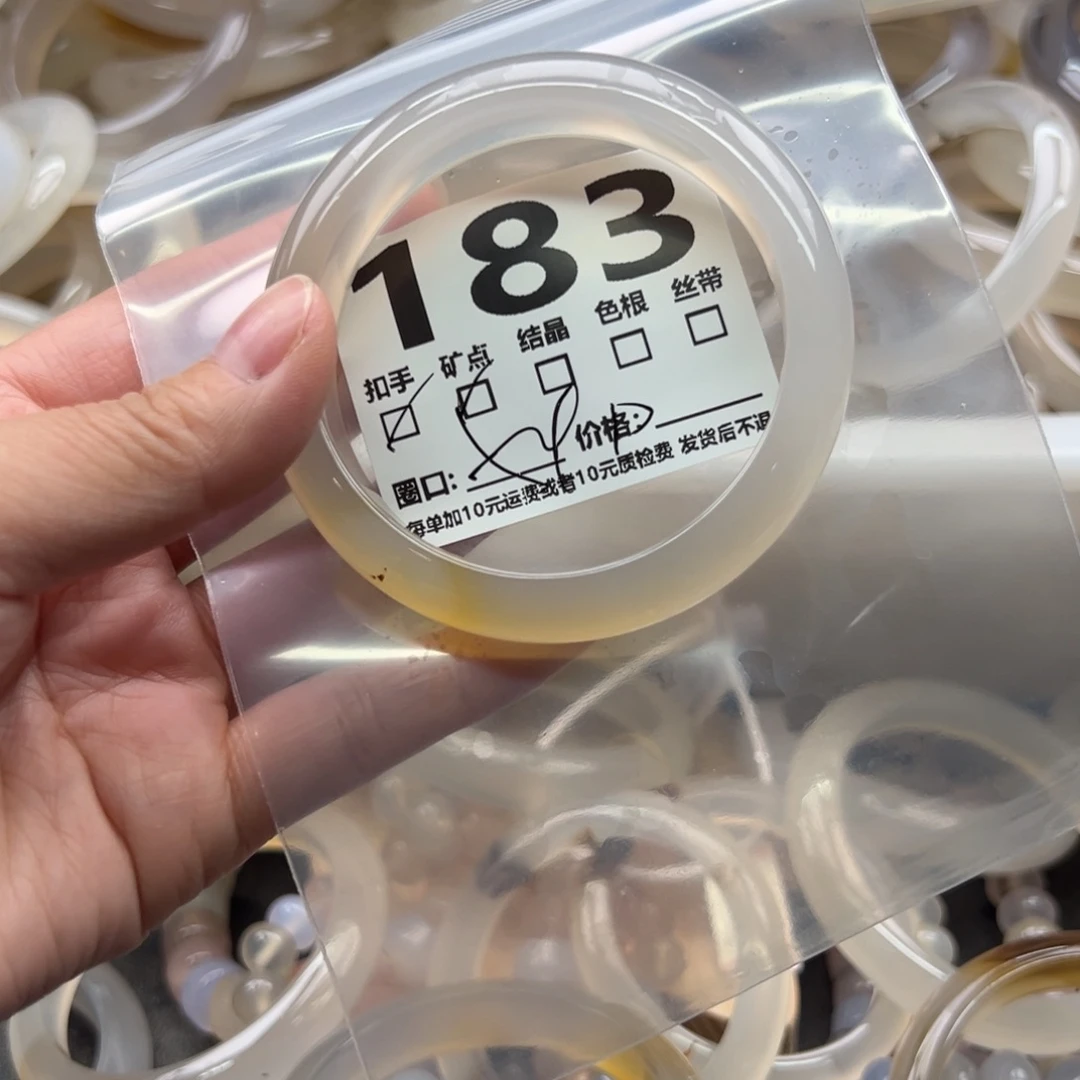 183
扣手 矿点 结晶 色根 丝带
圈口: 价格:
每单加10元运费或者10元质检费 发货后不退